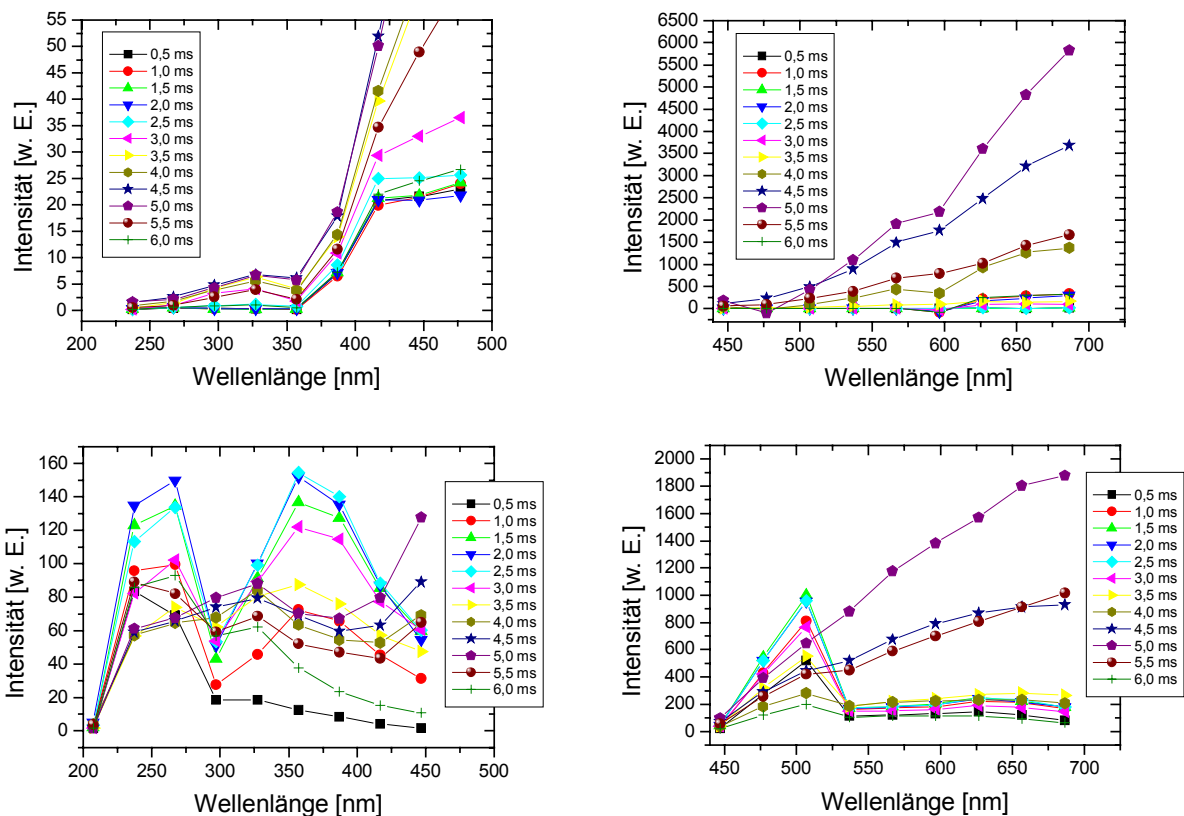 55
50
45
40
35
30
25
20
15
10
5
0
Intensität [w. E.]
0,5 ms
1,0 ms
1,5 ms
2,0 ms
2,5 ms
3,0 ms
3,5 ms
4,0 ms
4,5 ms
5,0 ms
5,5 ms
6,0 ms
200 250 300 350 400 450 500
Wellenlänge [nm]
6500
6000
5500
5000
4500
4000
3500
3000
2500
2000
1500
1000
500
0
500
Intensität [w. E.]
0,5 ms
1,0 ms
1,5 ms
2,0 ms
2,5 ms
3,0 ms
3,5 ms
4,0 ms
4,5 ms
5,0 ms
5,5 ms
6,0 ms
450 500 550 600 650 700
Wellenlänge [nm]
160
140
120
100
80
60
40
20
0
Intensität [w. E.]
0,5 ms
1,0 ms
1,5 ms
2,0 ms
2,5 ms
3,0 ms
3,5 ms
4,0 ms
4,5 ms
5,0 ms
5,5 ms
6,0 ms
200 250 300 350 400 450 500
Wellenlänge [nm]
2000
1800
1600
1400
1200
1000
800
600
400
200
0
Intensität [w. E.]
0,5 ms
1,0 ms
1,5 ms
2,0 ms
2,5 ms
3,0 ms
3,5 ms
4,0 ms
4,5 ms
5,0 ms
5,5 ms
6,0 ms
450 500 550 600 650 700
Wellenlänge [nm]